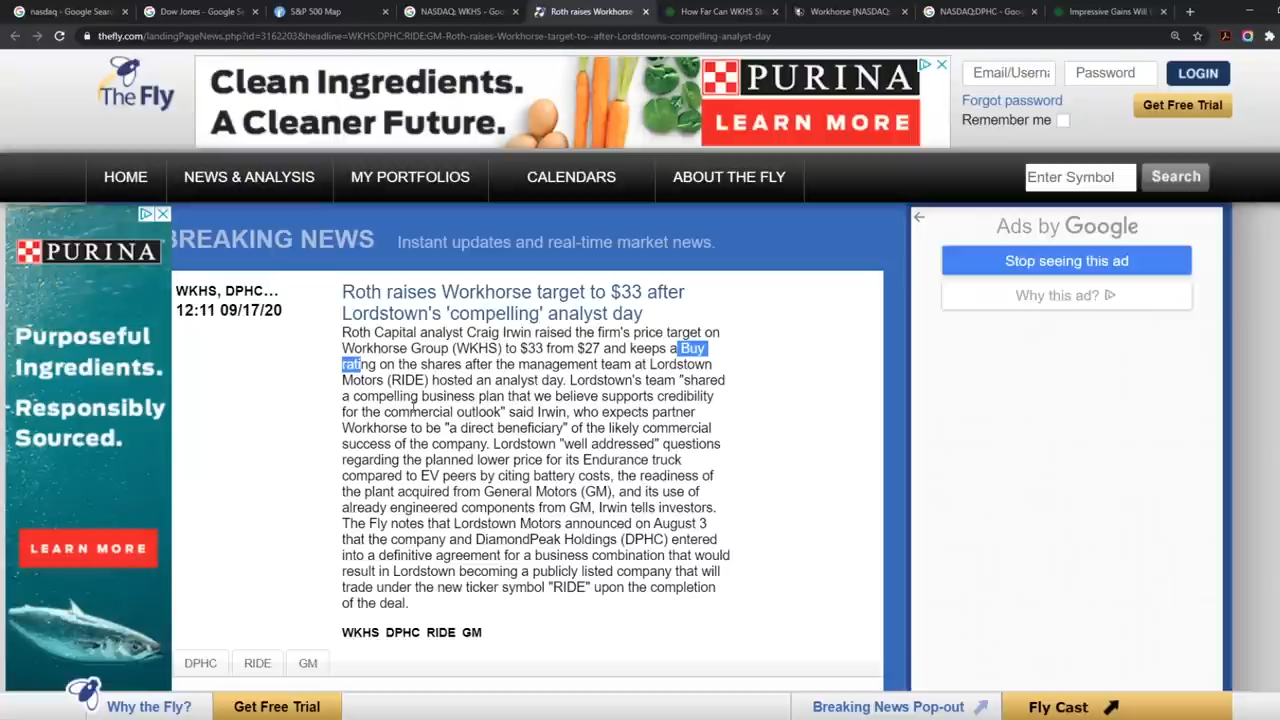 nasdaq - Google Search
Dow Jones - Google Se
S&P 500 Map
NASDAQ: WKHS - Goo
Roth raises Workhorse
How Far Can WKHS St
Workhorse (NASDAQ:
NASDAQ:DPHC - Goog
Impressive Gains Will
thefly.com/landingPageNews.php?id=3162203&headline=WKHS;DPHC;RIDE;GM-Roth-raises-Workhorse-target-to--after-Lordstowns-compelling-analyst-day
The Fly
Clean Ingredients.
A Cleaner Future.
PURINA
LEARN MORE
Email/Userna
Password
LOGIN
Forgot password
Remember me
Get Free Trial
HOME
NEWS & ANALYSIS
MY PORTFOLIOS
CALENDARS
ABOUT THE FLY
Enter Symbol
Search
PURINA
Purposeful
Ingredients.
Responsibly
Sourced.
LEARN MORE
BREAKING NEWS
Instant updates and real-time market news.
WKHS, DPHC...
12:11 09/17/20
Roth raises Workhorse target to $33 after
Lordstown's 'compelling' analyst day
Roth Capital analyst Craig Irwin raised the firm's price target on
Workhorse Group (WKHS) to $33 from $27 and keeps a Buy
rating on the shares after the management team at Lordstown
Motors (RIDE) hosted an analyst day. Lordstown's team "shared
a compelling business plan that we believe supports credibility
for the commercial outlook" said Irwin, who expects partner
Workhorse to be "a direct beneficiary" of the likely commercial
success of the company. Lordstown "well addressed" questions
regarding the planned lower price for its Endurance truck
compared to EV peers by citing battery costs, the readiness of
the plant acquired from General Motors (GM), and its use of
already engineered components from GM, Irwin tells investors.
The Fly notes that Lordstown Motors announced on August 3
that the company and DiamondPeak Holdings (DPHC) entered
into a definitive agreement for a business combination that would
result in Lordstown becoming a publicly listed company that will
trade under the new ticker symbol "RIDE" upon the completion
of the deal.
WKHS DPHC RIDE GM
DPHC
RIDE
GM
Ads by Google
Stop seeing this ad
Why this ad?
Why the Fly?
Get Free Trial
Breaking News Pop-out
Fly Cast